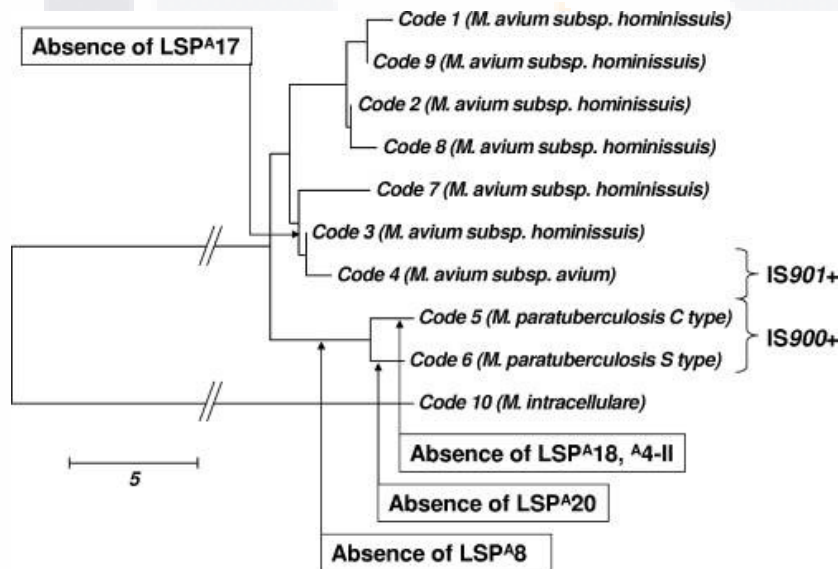 Code 1 (M. avium subsp. hominissuis)
Absence of LSPᴬ17
Code 9 (M. avium subsp. hominissuis)
Code 2 (M. avium subsp. hominissuis)
Code 8 (M. avium subsp. hominissuis)
Code 7 (M. avium subsp. hominissuis)
Code 3 (M. avium subsp. hominissuis)
Code 4 (M. avium subsp. avium)
IS901+
Code 5 (M. paratuberculosis C type)
IS900+
Code 6 (M. paratuberculosis S type)
Code 10 (M. intracellulare)
Absence of LSPᴬ18, ᴬ4-II
5
Absence of LSPᴬ20
Absence of LSPᴬ8